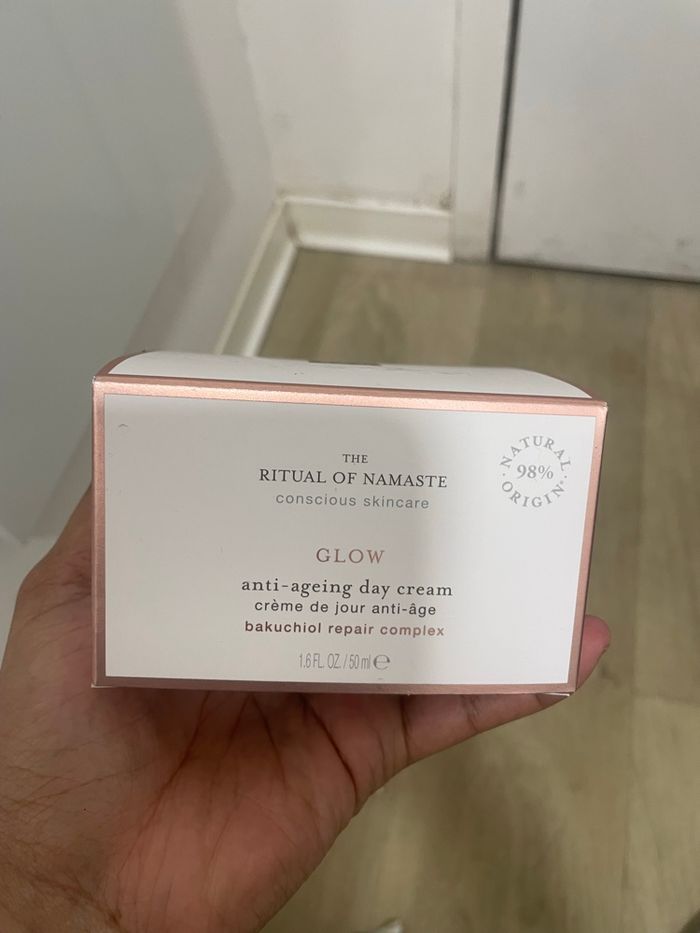 THE
RITUAL OF NAMASTE
conscious skincare
NATURAL
98%
ORIGIN*
GLOW
anti-ageing day cream
crème de jour anti-âge
bakuchiol repair complex
1.6 FL. OZ. / 50 ml ℮